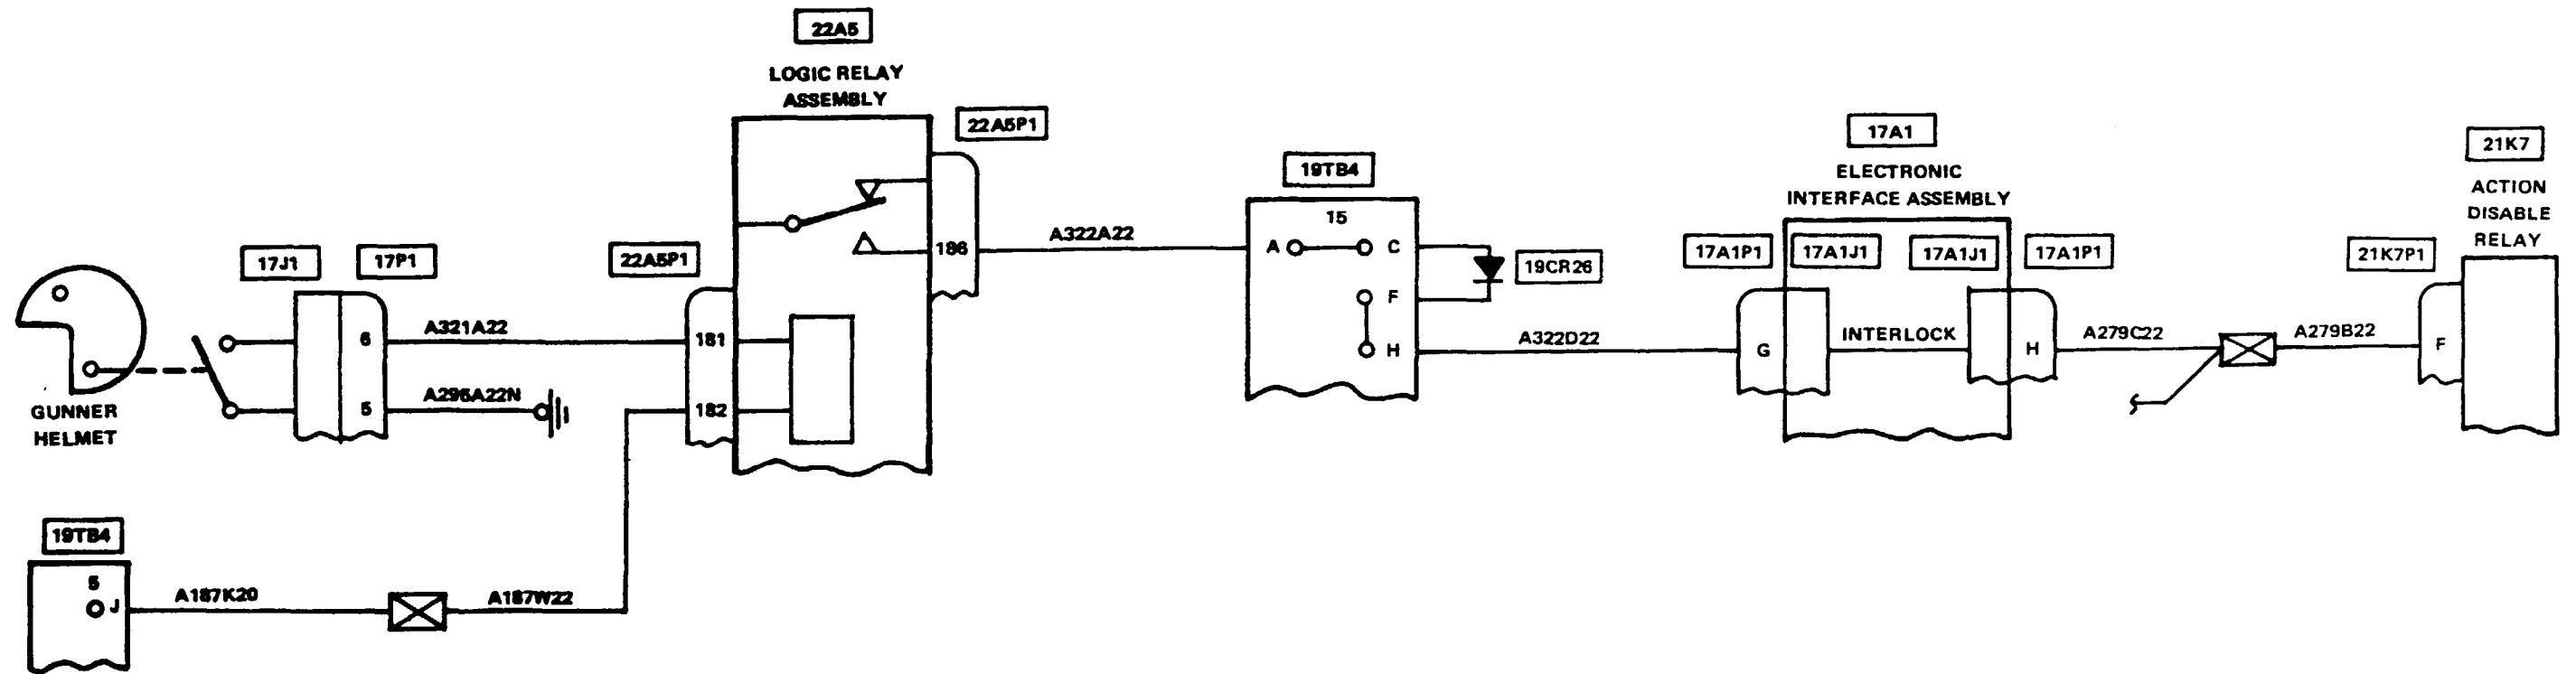 22A5
LOGIC RELAY
ASSEMBLY
22A5P1
17A1
21K7
19TB4
ELECTRONIC
INTERFACE ASSEMBLY
ACTION
DISABLE
RELAY
15
17J1
17P1
22A5P1
186
A322A22
A
C
17A1P1
17A1J1
17A1J1
17A1P1
21K7P1
19CR26
F
6
A321A22
181
H
A322D22
G
INTERLOCK
H
A279C22
A279B22
F
GUNNER
HELMET
5
A295A22N
182
19TB4
5
J
A187K20
A187W22